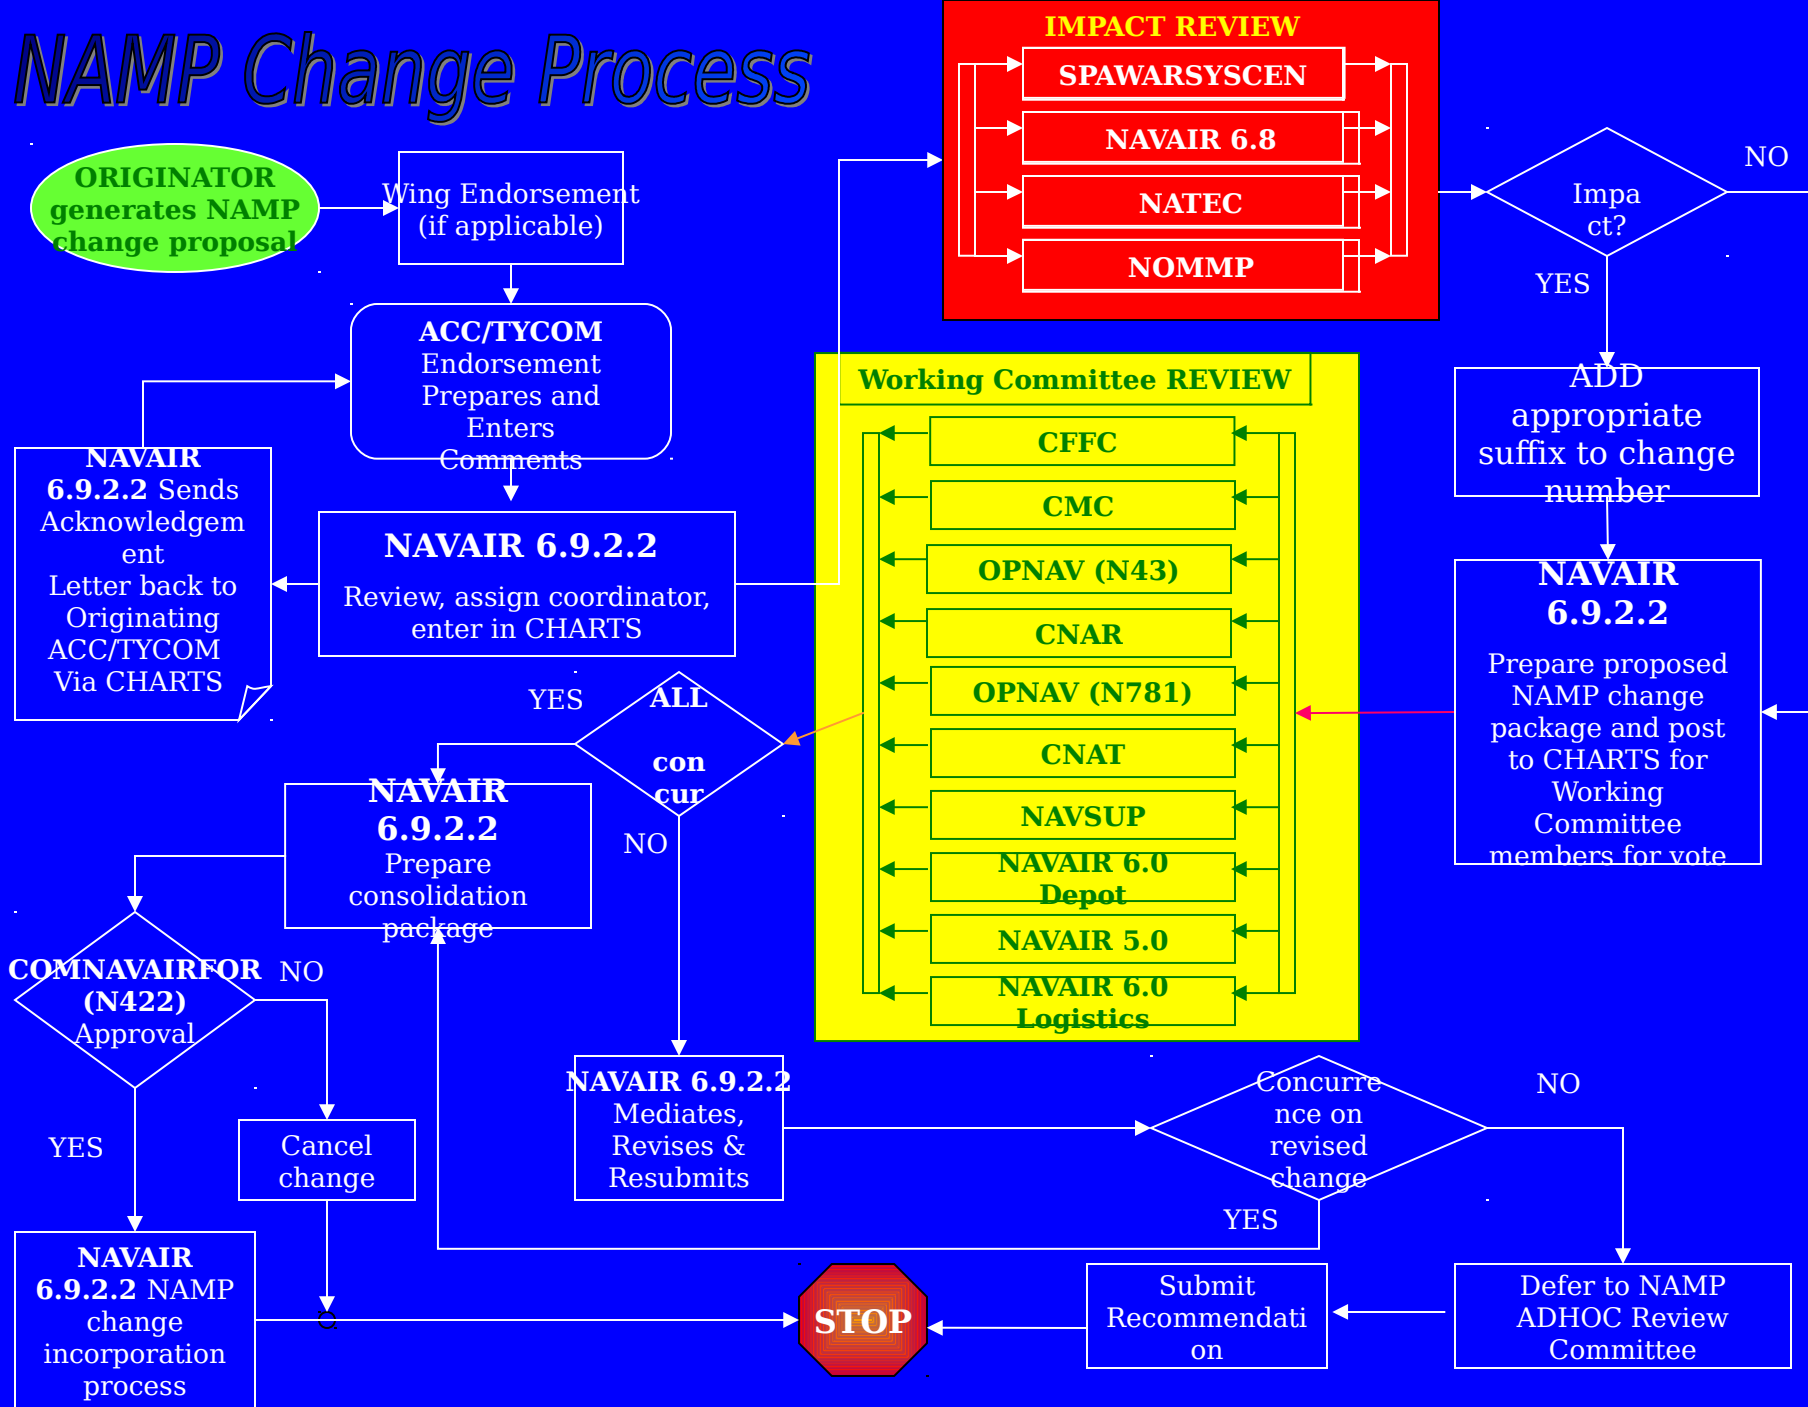 NAMP Change Process
ORIGINATOR
generates NAMP
change proposal
Wing Endorsement
(if applicable)
ACC/TYCOM
Endorsement
Prepares and
Enters
Comments
NAVAIR
6.9.2.2 Sends
Acknowledgem
ent
Letter back to
Originating
ACC/TYCOM
Via CHARTS
NAVAIR 6.9.2.2
Review, assign coordinator,
enter in CHARTS
IMPACT REVIEW
SPAWARSYSCEN
NAVAIR 6.8
NATEC
NOMMP
Impa
ct?
NO
YES
ADD
appropriate
suffix to change
number
NAVAIR
6.9.2.2
Prepare proposed
NAMP change
package and post
to CHARTS for
Working
Committee
members for vote
Working Committee REVIEW
CFFC
CMC
OPNAV (N43)
CNAR
OPNAV (N781)
CNAT
NAVSUP
NAVAIR 6.0
Depot
NAVAIR 5.0
NAVAIR 6.0
Logistics
ALL
con
cur
YES
NO
NAVAIR
6.9.2.2
Prepare
consolidation
package
COMNAVAIRFOR
(N422)
Approval
NO
YES
Cancel
change
NAVAIR
6.9.2.2 NAMP
change
incorporation
process
NAVAIR 6.9.2.2
Mediates,
Revises &
Resubmits
Concurre
nce on
revised
change
NO
YES
Defer to NAMP
ADHOC Review
Committee
Submit
Recommendati
on
STOP